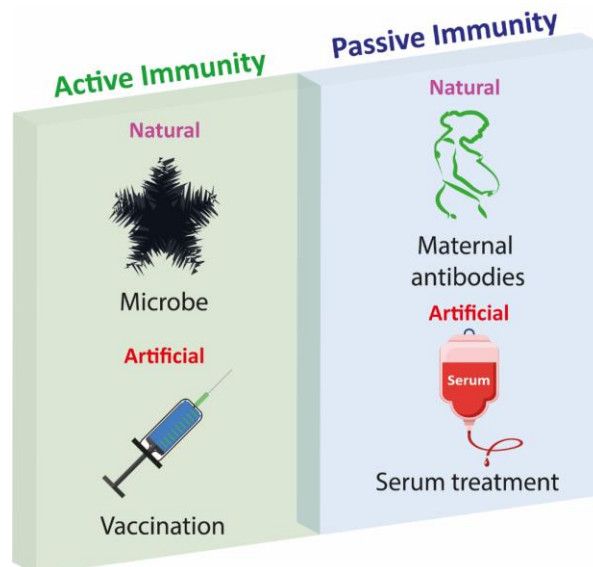 Active Immunity
Natural
Microbe
Artificial
Vaccination
Passive Immunity
Natural
Maternal
antibodies
Artificial
Serum
Serum treatment